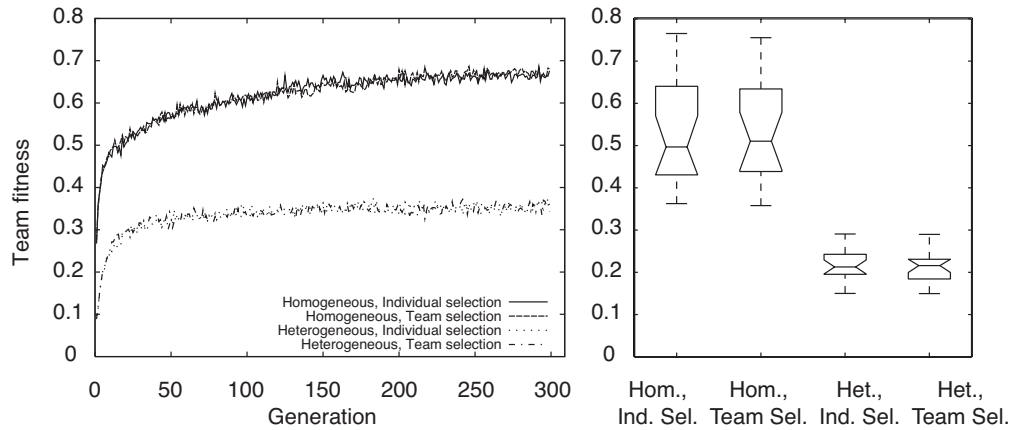 Team fitness
0.8
0.7
0.6
0.5
0.4
0.3
0.2
0.1
0
Homogeneous, Individual selection
Homogeneous, Team selection
Heterogeneous, Individual selection
Heterogeneous, Team selection
0 50 100 150 200 250 300
Generation
0.8
0.7
0.6
0.5
0.4
0.3
0.2
0.1
0
Hom., Hom., Het., Het.,
Ind. Sel. Team Sel. Ind. Sel. Team Sel.